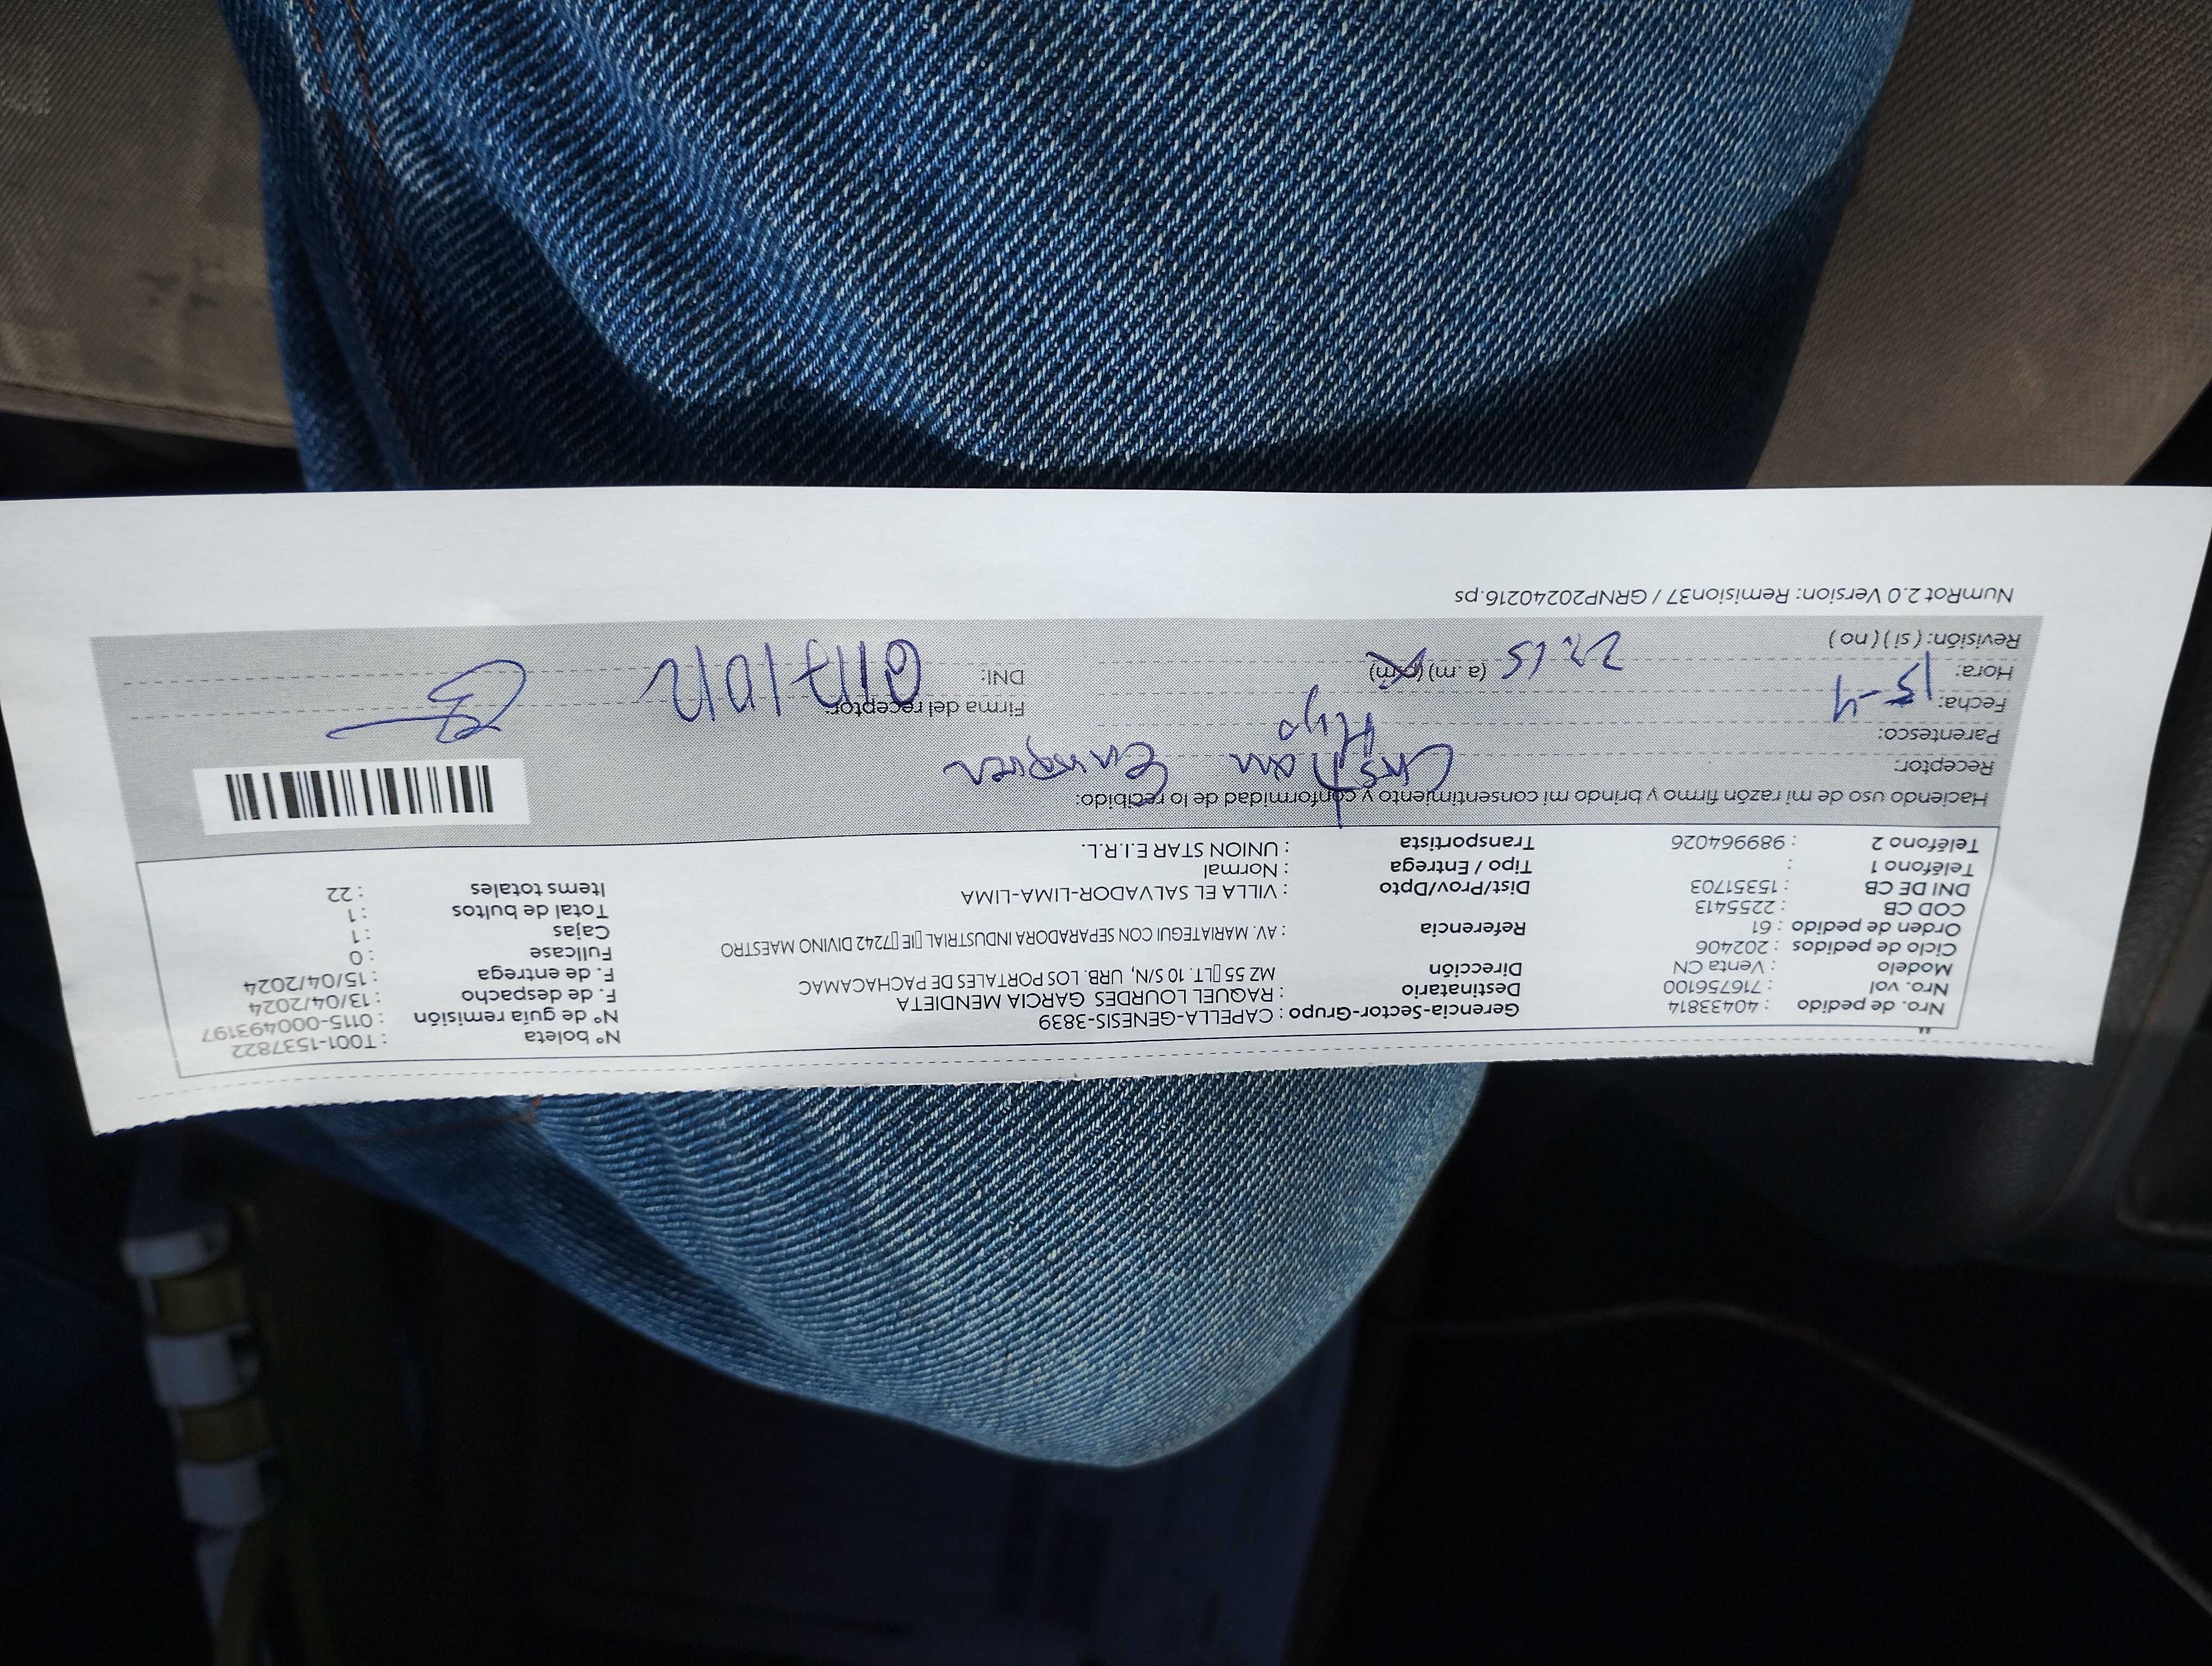 Nro. de pedido : 40433814 Gerencia-Sector-Grupo : CAPELLA-GENESIS-3839 N° boleta : T001-1537822
Nro. vol : 716756100 Destinatario : RAQUEL LOURDES GARCIA MENDIETA N° de guía remisión : 0115-000493197
Modelo : Venta CN Dirección MZ 55 LT. 10 S/N, URB. LOS PORTALES DE PACHACAMAC F. de despacho : 13/04/2024
Ciclo de pedidos : 202406 F. de entrega : 15/04/2024
Orden de pedido : 61 Referencia : AV. MARIATEGUI CON SEPARADORA INDUSTRIAL IE 7242 DIVINO MAESTRO Fullcase : 0
COD CB : 2255413 Cajas : 1
DNI DE CB : 15351703 Dist/Prov/Dpto : VILLA EL SALVADOR-LIMA-LIMA Total de bultos : 1
Teléfono 1 : Tipo / Entrega : Normal Items totales : 22
Teléfono 2 : 989964026 Transportista : UNION STAR E.I.R.L.
Haciendo uso de mi razón firmo y brindo mi consentimiento y conformidad de lo recibido:
Receptor:
Parentesco: Hijo
Fecha: 15-4 Firma del receptor:
Hora: (a.m) (pm) DNI:
Revisión: (si) (no)
NumRot 2.0 Version: Remision37 / GRNP20240216.ps